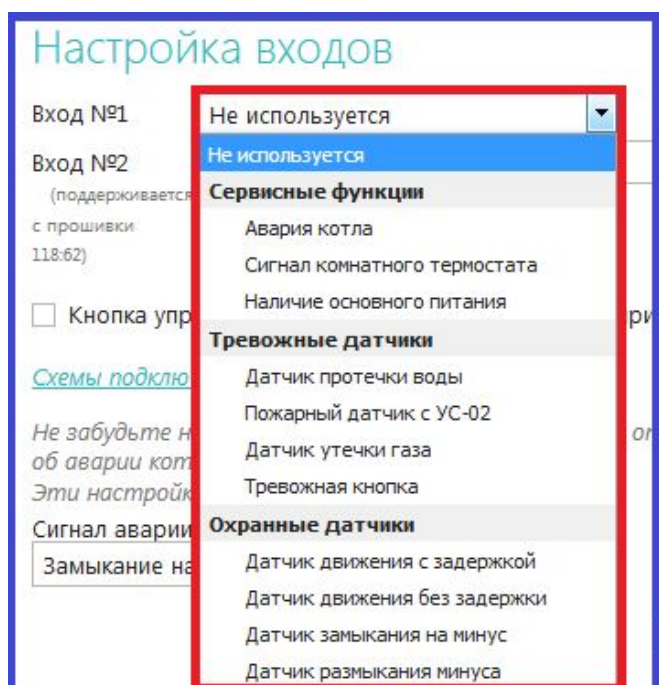 Настройка входов
Вход №1
Не используется
Вход №2
(поддерживается
с прошивки
118:62)
Не используется
Сервисные функции
Авария котла
Сигнал комнатного термостата
Наличие основного питания
Кнопка упр
ри
Тревожные датчики
Датчик протечки воды
Пожарный датчик с УС-02
Датчик утечки газа
Тревожная кнопка
Схемы подклю
Не забудьте н
оп
об аварии кот
Эти настройк
Сигнал аварии
Замыкание на
Охранные датчики
Датчик движения с задержкой
Датчик движения без задержки
Датчик замыкания на минус
Датчик размыкания минуса